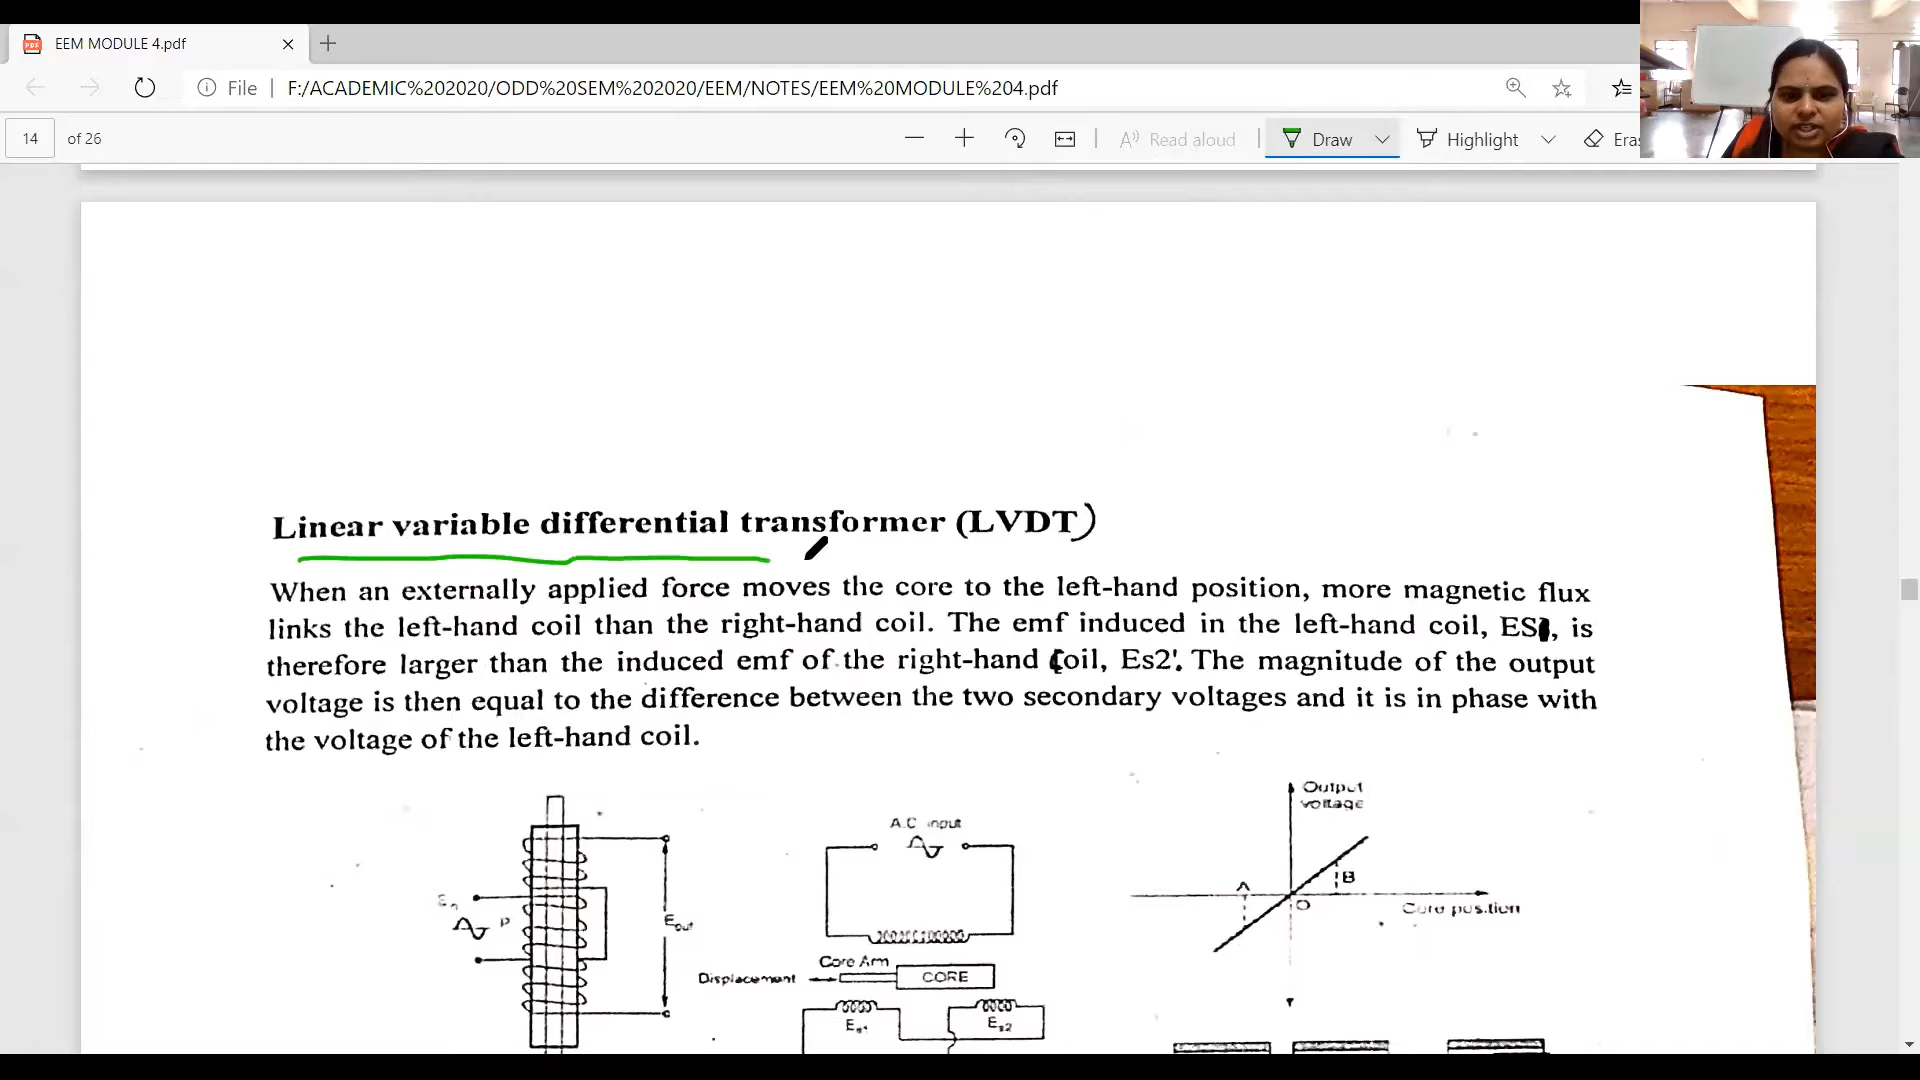 EEM MODULE 4.pdf
File
F:/ACADEMIC%202020/ODD%20SEM%202020/EEM/NOTES/EEM%20MODULE%204.pdf
14 of 26
Read aloud
Draw
Highlight
Eras
Linear variable differential transformer (LVDT)
When an externally applied force moves the core to the left-hand position, more magnetic flux
links the left-hand coil than the right-hand coil. The emf induced in the left-hand coil, ES1, is
therefore larger than the induced emf of the right-hand coil, Es2'. The magnitude of the output
voltage is then equal to the difference between the two secondary voltages and it is in phase with
the voltage of the left-hand coil.
P
Eout
A.C input
Core Arm
Displacement
CORE
Es1
Es2
Output
voltage
A
B
O
Core position